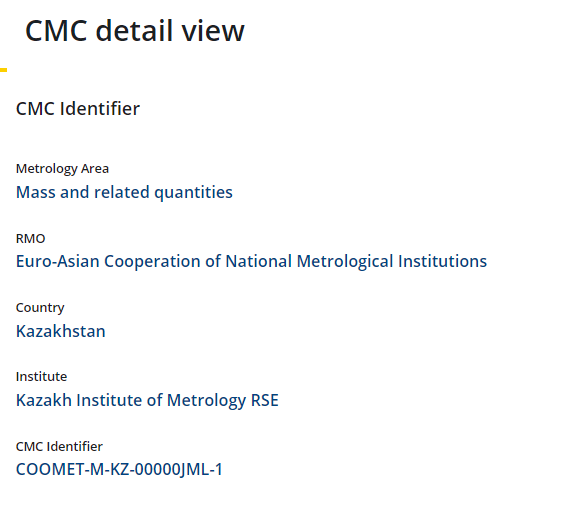 CMC detail view
CMC Identifier
Metrology Area
Mass and related quantities
RMO
Euro-Asian Cooperation of National Metrological Institutions
Country
Kazakhstan
Institute
Kazakh Institute of Metrology RSE
CMC Identifier
COOMET-M-KZ-00000JML-1